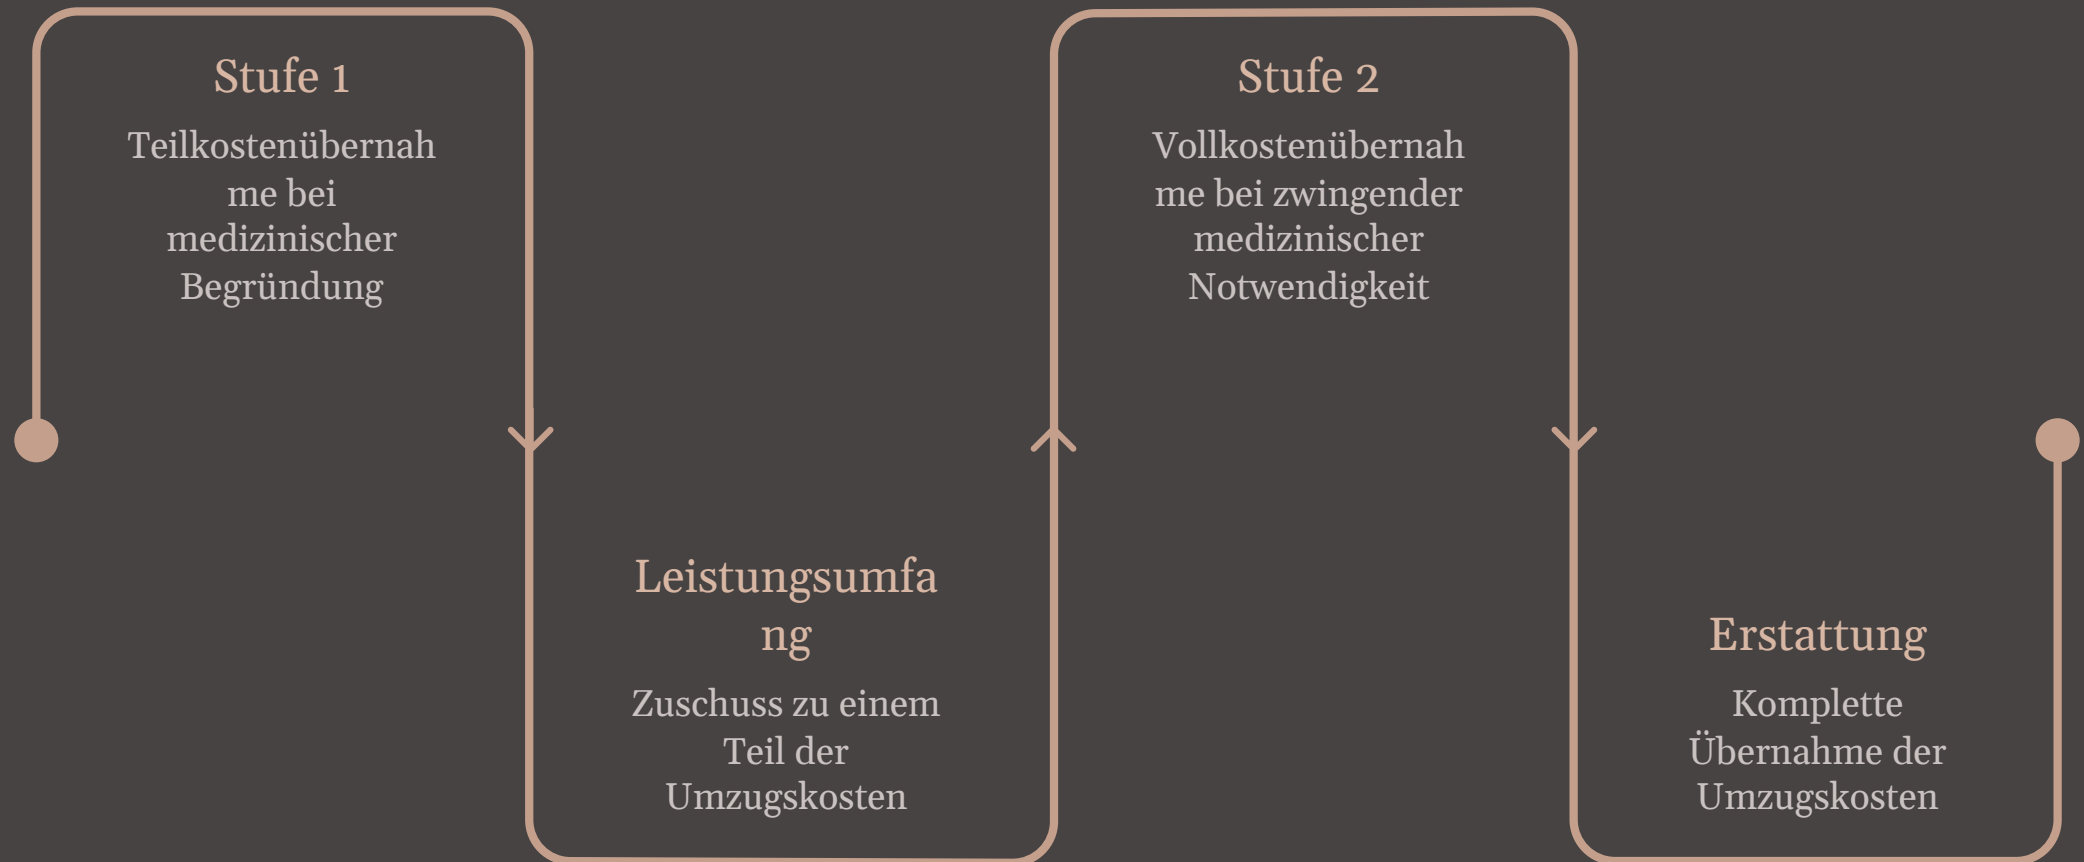 Stufe 1
Teilkostenübernah
me bei
medizinischer
Begründung
Leistungsumfa
ng
Zuschuss zu einem
Teil der
Umzugskosten
Stufe 2
Vollkostenübernah
me bei zwingender
medizinischer
Notwendigkeit
Erstattung
Komplette
Übernahme der
Umzugskosten